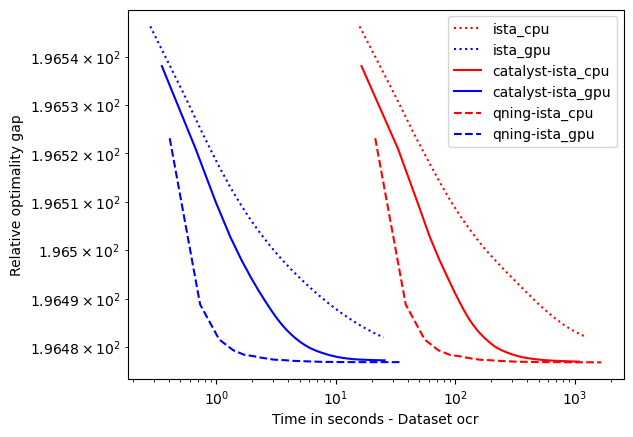 ista_cpu
ista_gpu
catalyst-ista_cpu
catalyst-ista_gpu
qning-ista_cpu
qning-ista_gpu
Relative optimality gap
1.9654 × 10²
1.9653 × 10²
1.9652 × 10²
1.9651 × 10²
1.965 × 10²
1.9649 × 10²
1.9648 × 10²
10⁰ 10¹ 10² 10³
Time in seconds - Dataset ocr